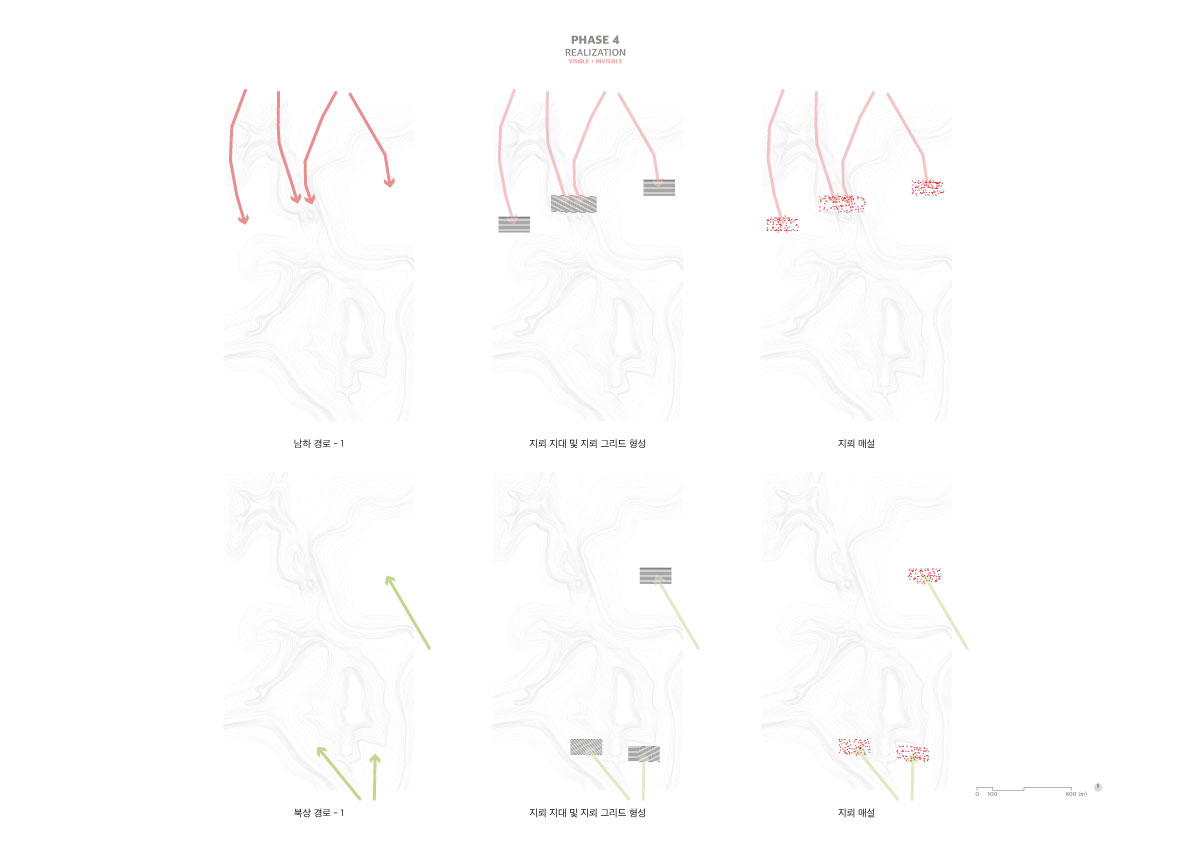 PHASE 4
REALIZATION
VISIBLE + INVISIBLE
남하 경로 - 1
지뢰 지대 및 지뢰 그리드 형성
지뢰 매설
북상 경로 - 1
지뢰 지대 및 지뢰 그리드 형성
지뢰 매설
0 100 600 (m)